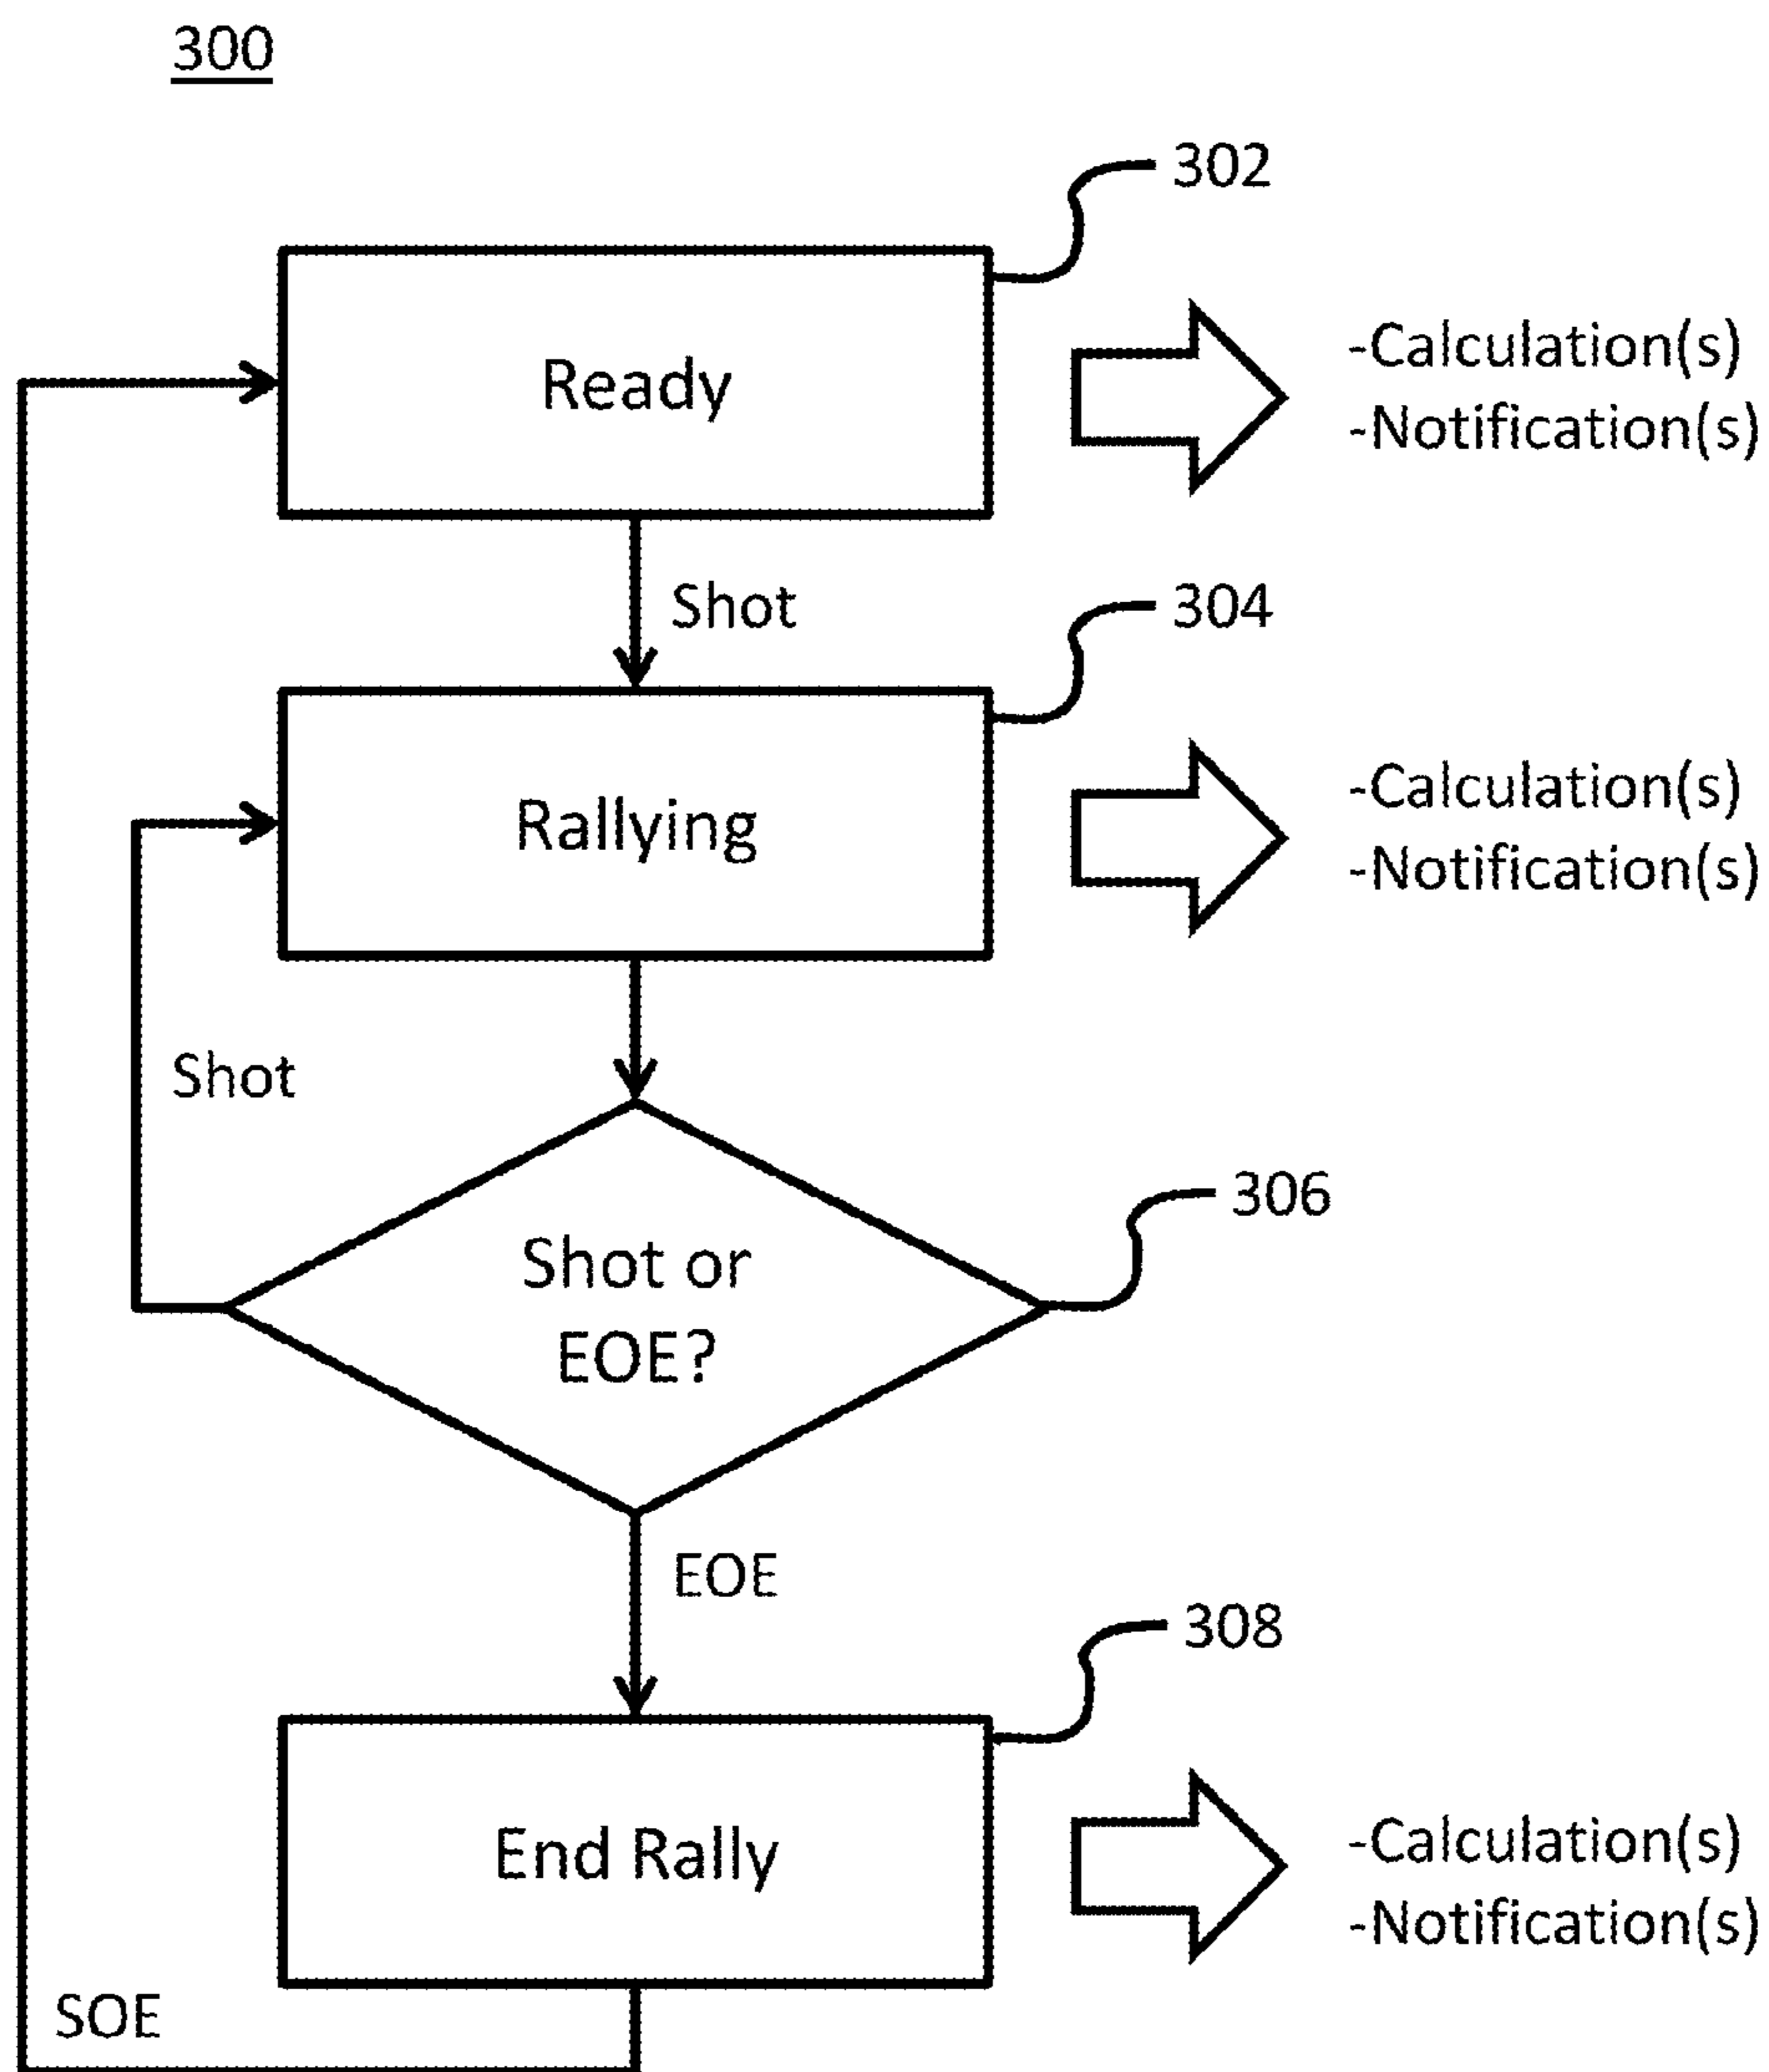 300
302
Ready
-Calculation(s)
-Notification(s)
Shot
304
Rallying
-Calculation(s)
-Notification(s)
Shot
306
Shot or
EOE?
EOE
308
End Rally
-Calculation(s)
-Notification(s)
SOE